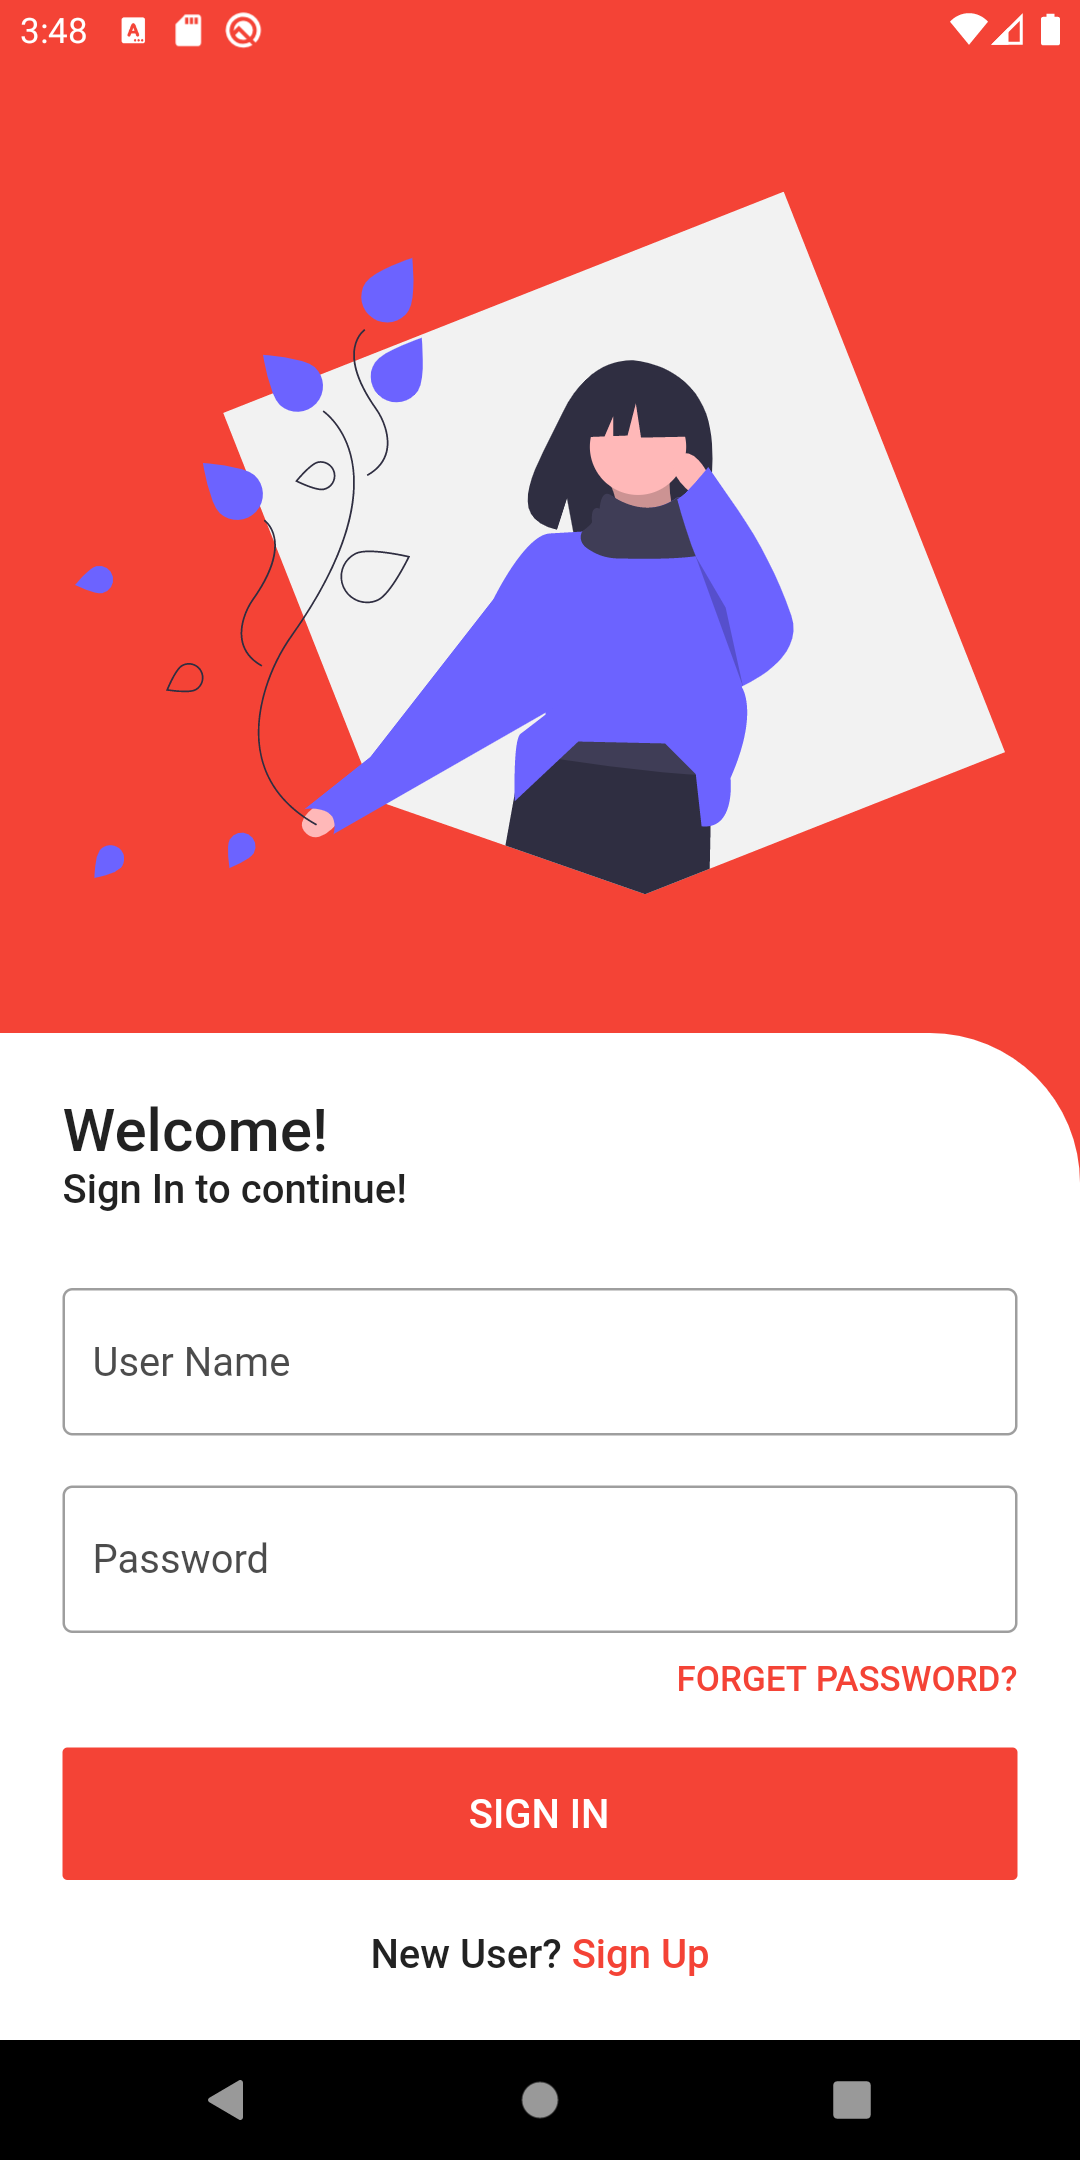 3:48
Welcome!
Sign In to continue!
User Name
Password
FORGET PASSWORD?
SIGN IN
New User? Sign Up